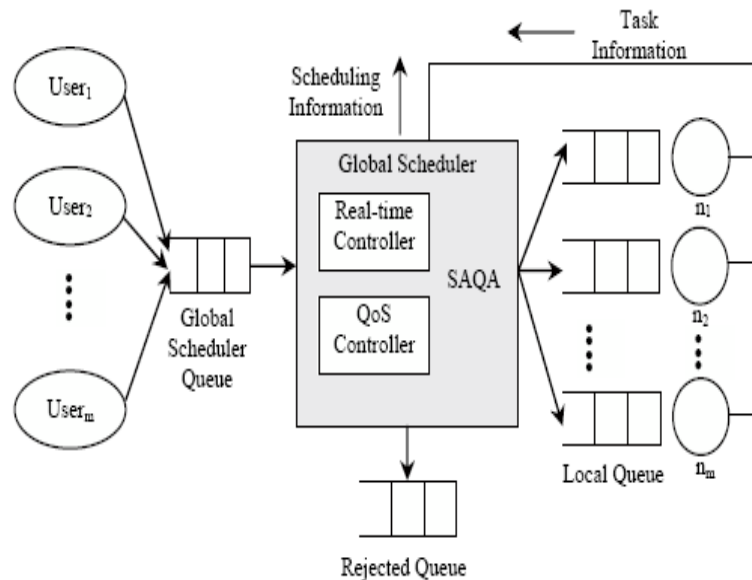 Task
Information
Scheduling
Information
User₁
User₂
Userₘ
Global
Scheduler
Queue
Global Scheduler
Real-time
Controller
QoS
Controller
SAQA
n₁
n₂
nₘ
Local Queue
Rejected Queue